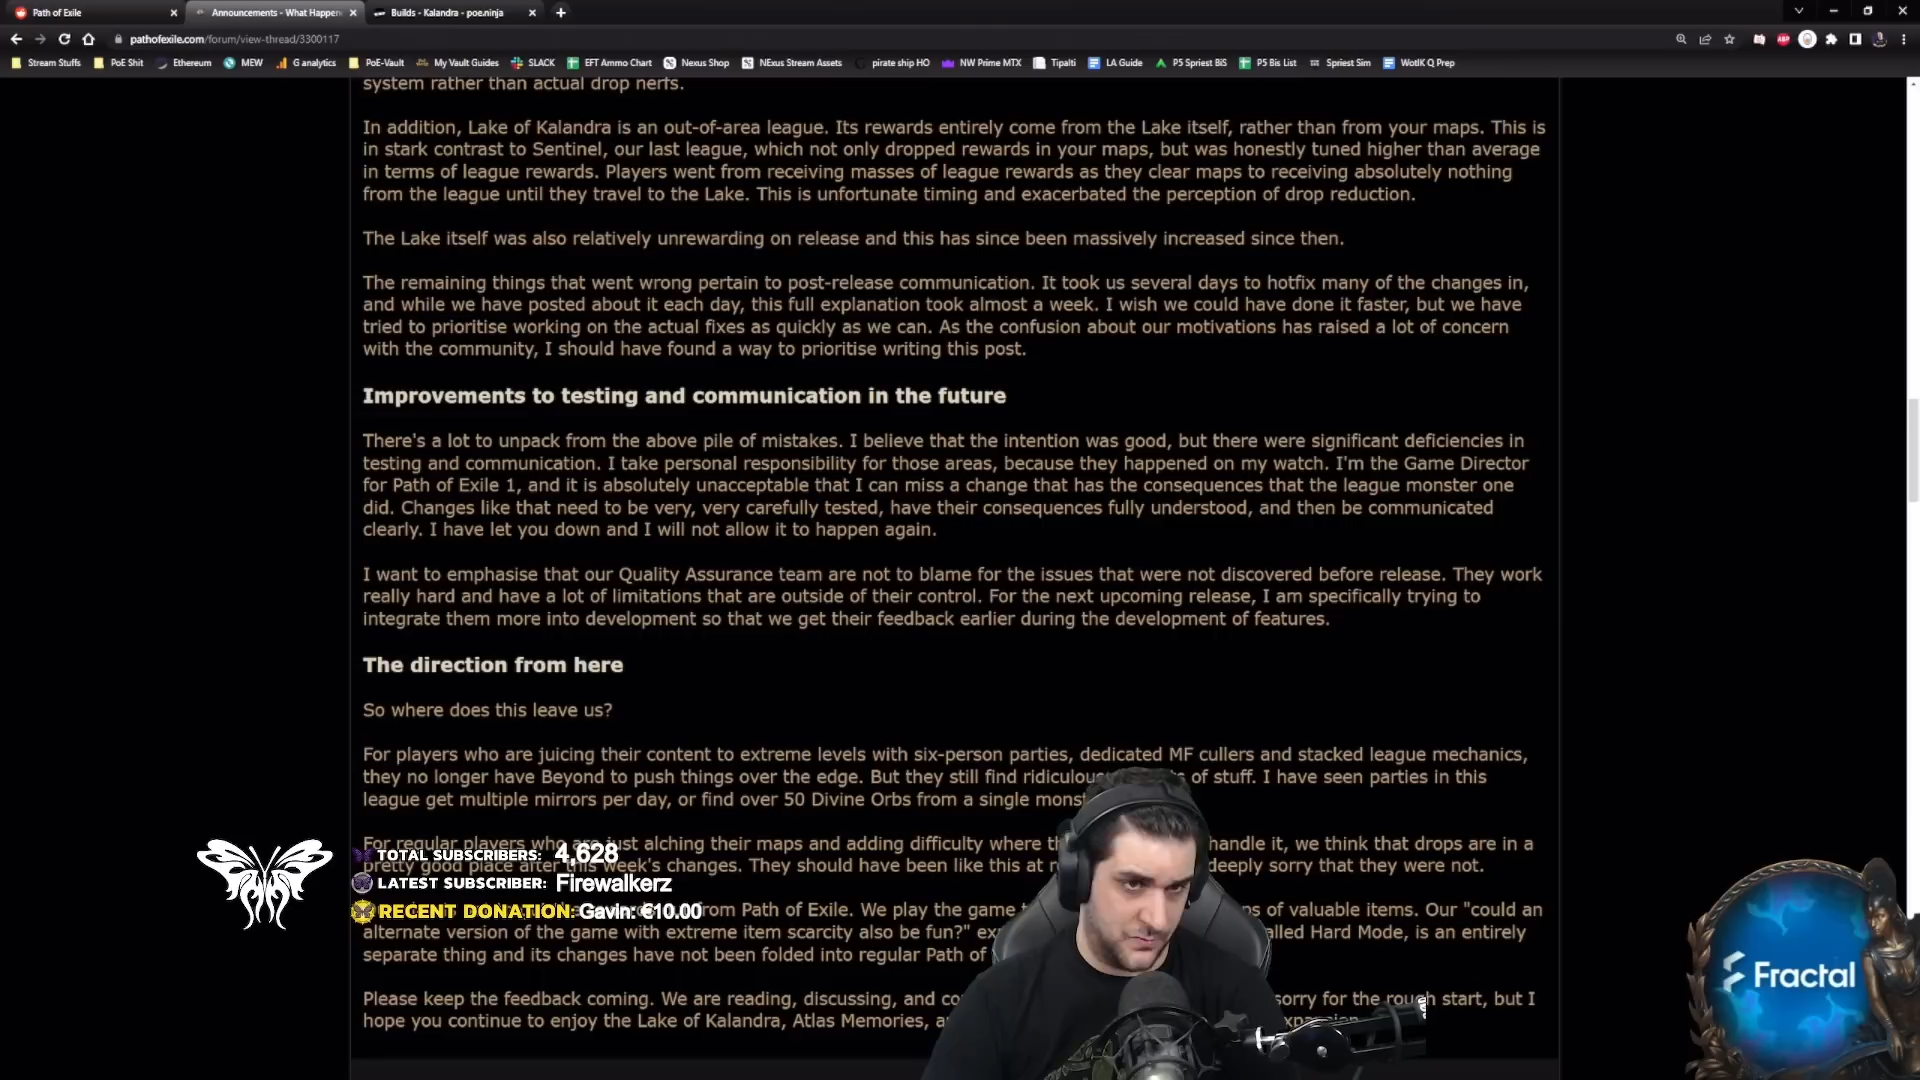 Path of Exile
Announcements - What Happen
Builds - Kalandra - poe.ninja
pathofexile.com/forum/view-thread/3300117
Stream Stuffs
PoE Shit
Ethereum
MEW
G analytics
PoE-Vault
My Vault Guides
SLACK
EFT Ammo Chart
Nexus Shop
NExus Stream Assets
pirate ship HO
NW Prime MTX
Tipalti
LA Guide
P5 Spriest BiS
P5 Bis List
Spriest Sim
WotlK Q Prep
system rather than actual drop nerfs.
In addition, Lake of Kalandra is an out-of-area league. Its rewards entirely come from the Lake itself, rather than from your maps. This is
in stark contrast to Sentinel, our last league, which not only dropped rewards in your maps, but was honestly tuned higher than average
in terms of league rewards. Players went from receiving masses of league rewards as they clear maps to receiving absolutely nothing
from the league until they travel to the Lake. This is unfortunate timing and exacerbated the perception of drop reduction.
The Lake itself was also relatively unrewarding on release and this has since been massively increased since then.
The remaining things that went wrong pertain to post-release communication. It took us several days to hotfix many of the changes in,
and while we have posted about it each day, this full explanation took almost a week. I wish we could have done it faster, but we have
tried to prioritise working on the actual fixes as quickly as we can. As the confusion about our motivations has raised a lot of concern
with the community, I should have found a way to prioritise writing this post.
Improvements to testing and communication in the future
There's a lot to unpack from the above pile of mistakes. I believe that the intention was good, but there were significant deficiencies in
testing and communication. I take personal responsibility for those areas, because they happened on my watch. I'm the Game Director
for Path of Exile 1, and it is absolutely unacceptable that I can miss a change that has the consequences that the league monster one
did. Changes like that need to be very, very carefully tested, have their consequences fully understood, and then be communicated
clearly. I have let you down and I will not allow it to happen again.
I want to emphasise that our Quality Assurance team are not to blame for the issues that were not discovered before release. They work
really hard and have a lot of limitations that are outside of their control. For the next upcoming release, I am specifically trying to
integrate them more into development so that we get their feedback earlier during the development of features.
The direction from here
So where does this leave us?
For players who are juicing their content to extreme levels with six-person parties, dedicated MF cullers and stacked league mechanics,
they no longer have Beyond to push things over the edge. But they still find ridiculou of stuff. I have seen parties in this
league get multiple mirrors per day, or find over 50 Divine Orbs from a single mons
For regular players who are just alching their maps and adding difficulty where th handle it, we think that drops are in a
pretty good place after this week's changes. They should have been like this at deeply sorry that they were not.
TOTAL SUBSCRIBERS: 4,628
LATEST SUBSCRIBER: Firewalkerz
RECENT DONATION: Gavin: €10.00
from Path of Exile. We play the game ps of valuable items. Our "could an
alternate version of the game with extreme item scarcity also be fun?" ex alled Hard Mode, is an entirely
separate thing and its changes have not been folded into regular Path of
Please keep the feedback coming. We are reading, discussing, and co sorry for the rough start, but I
hope you continue to enjoy the Lake of Kalandra, Atlas Memories, a
Fractal